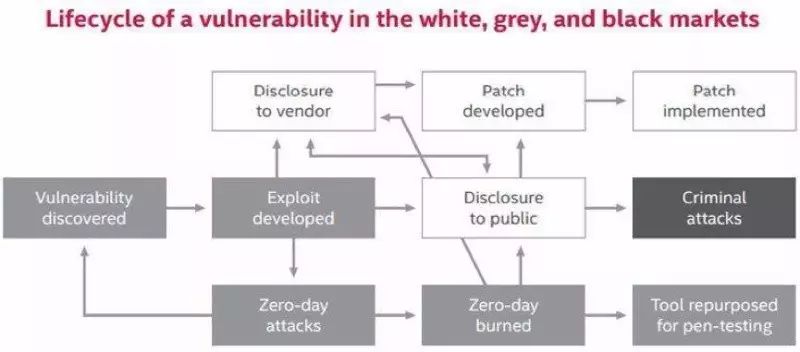 Lifecycle of a vulnerability in the white, grey, and black markets
Disclosure
to vendor
Patch
developed
Patch
implemented
Vulnerability
discovered
Exploit
developed
Disclosure
to public
Criminal
attacks
Zero-day
attacks
Zero-day
burned
Tool repurposed
for pen-testing